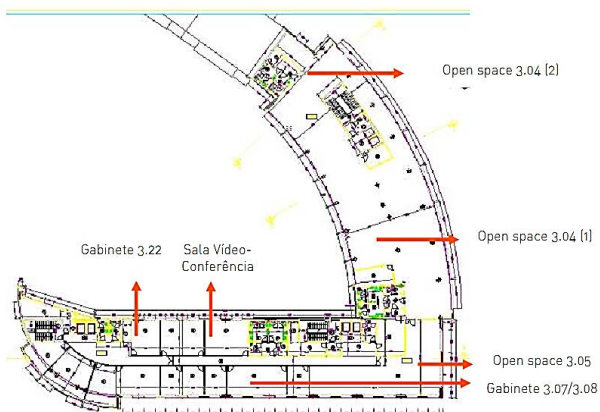 Open space 3.04 (2)
Open space 3.04 (1)
Gabinete 3.22
Sala Vídeo-
Conferência
Open space 3.05
Gabinete 3.07/3.08